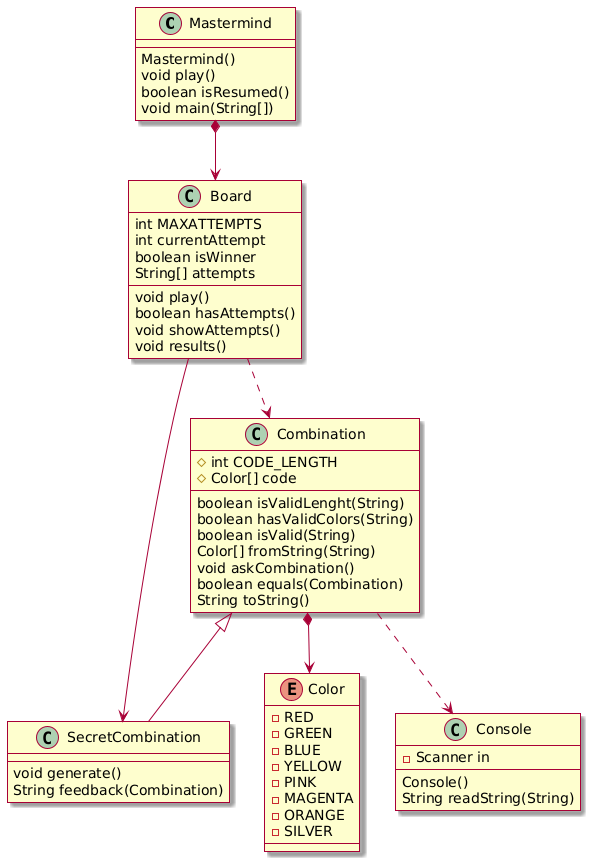 C Mastermind
Mastermind()
void play()
boolean isResumed()
void main(String[])
C Board
int MAXATTEMPTS
int currentAttempt
boolean isWinner
String[] attempts
void play()
boolean hasAttempts()
void showAttempts()
void results()
C Combination
int CODE_LENGTH
Color[] code
boolean isValidLenght(String)
boolean hasValidColors(String)
boolean isValid(String)
Color[] fromString(String)
void askCombination()
boolean equals(Combination)
String toString()
C SecretCombination
void generate()
String feedback(Combination)
E Color
RED
GREEN
BLUE
YELLOW
PINK
MAGENTA
ORANGE
SILVER
C Console
Scanner in
Console()
String readString(String)